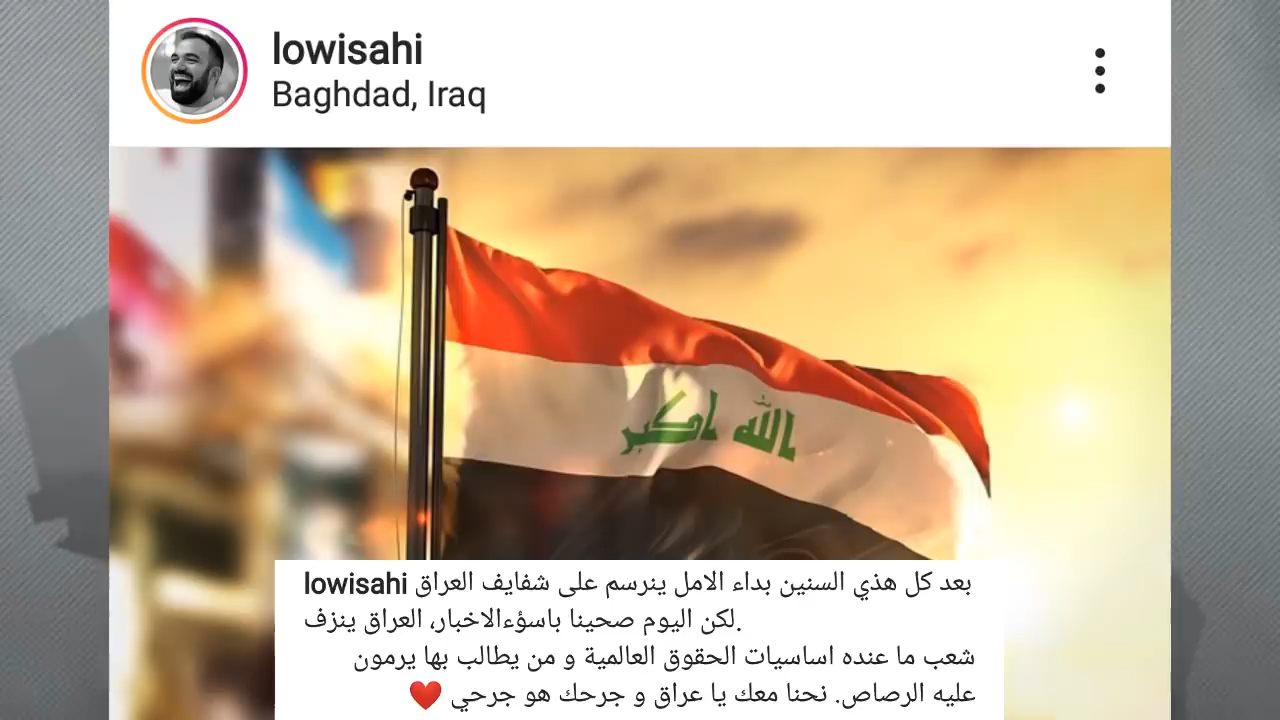 lowisahi
Baghdad, Iraq
الله اكبر
lowisahi بعد كل هذي السنين بداء الامل ينرسم على شفايف العراق
لكن اليوم صحينا باسؤءالاخبار، العراق ينزف.
شعب ما عنده اساسيات الحقوق العالمية و من يطالب بها يرمون
عليه الرصاص. نحنا معك يا عراق و جرحك هو جرحي ❤️